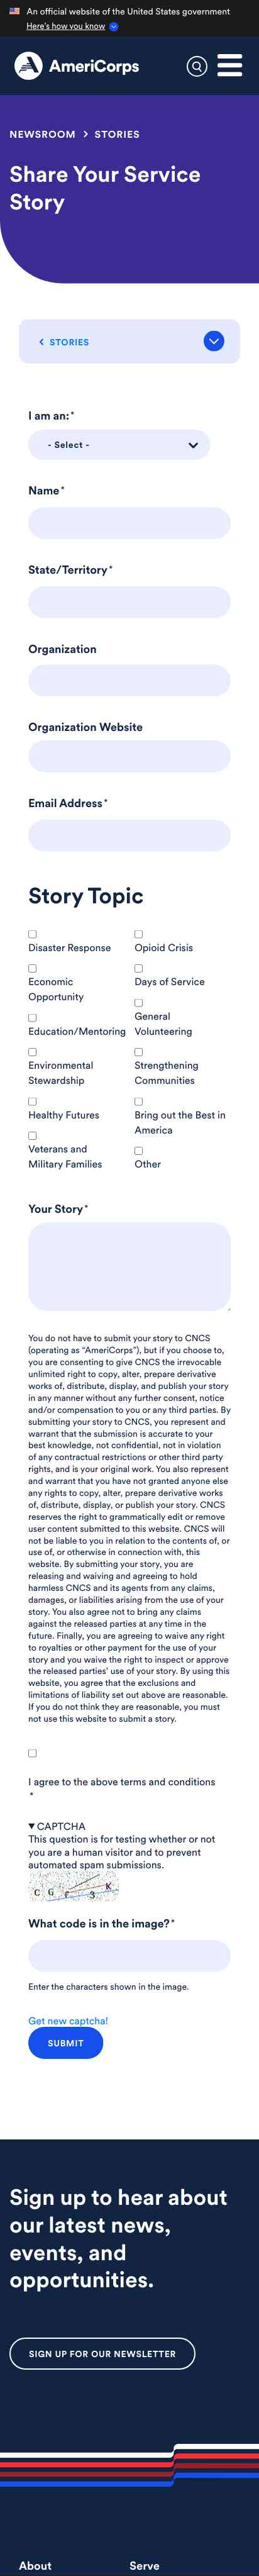 An official website of the United States government
Here's how you know
AmeriCorps
NEWSROOM > STORIES
Share Your Service
Story
< STORIES
I am an:*
- Select -
Name*
State/Territory*
Organization
Organization Website
Email Address*
Story Topic
Disaster Response
Economic
Opportunity
Education/Mentoring
Environmental
Stewardship
Healthy Futures
Veterans and
Military Families
Opioid Crisis
Days of Service
General
Volunteering
Strengthening
Communities
Bring out the Best in
America
Other
Your Story*
You do not have to submit your story to CNCS
(operating as “AmeriCorps”), but if you choose to,
you are consenting to give CNCS the irrevocable
unlimited right to copy, alter, prepare derivative
works of, distribute, display, and publish your story
in any manner without any further consent, notice
and/or compensation to you or any third parties. By
submitting your story to CNCS, you represent and
warrant that the submission is accurate to your
best knowledge, not confidential, not in violation
of any contractual restrictions or other third party
rights, and is your original work. You also represent
and warrant that you have not granted anyone else
any rights to copy, alter, prepare derivative works
of, distribute, display, or publish your story. CNCS
reserves the right to grammatically edit or remove
user content submitted to this website. CNCS will
not be liable to you in relation to the contents of, or
use of, or otherwise in connection with, this
website. By submitting your story, you are
releasing and waiving and agreeing to hold
harmless CNCS and its agents from any claims,
damages, or liabilities arising from the use of your
story. You also agree not to bring any claims
against the released parties at any time in the
future. Finally, you are agreeing to waive any right
to royalties or other payment for the use of your
story and you waive the right to inspect or approve
the released parties' use of your story. By using this
website, you agree that the exclusions and
limitations of liability set out above are reasonable.
If you do not think they are reasonable, you must
not use this website to submit a story.
I agree to the above terms and conditions
*
▼ CAPTCHA
This question is for testing whether or not
you are a human visitor and to prevent
automated spam submissions.
What code is in the image?*
Enter the characters shown in the image.
Get new captcha!
SUBMIT
Sign up to hear about
our latest news,
events, and
opportunities.
SIGN UP FOR OUR NEWSLETTER
About
Serve